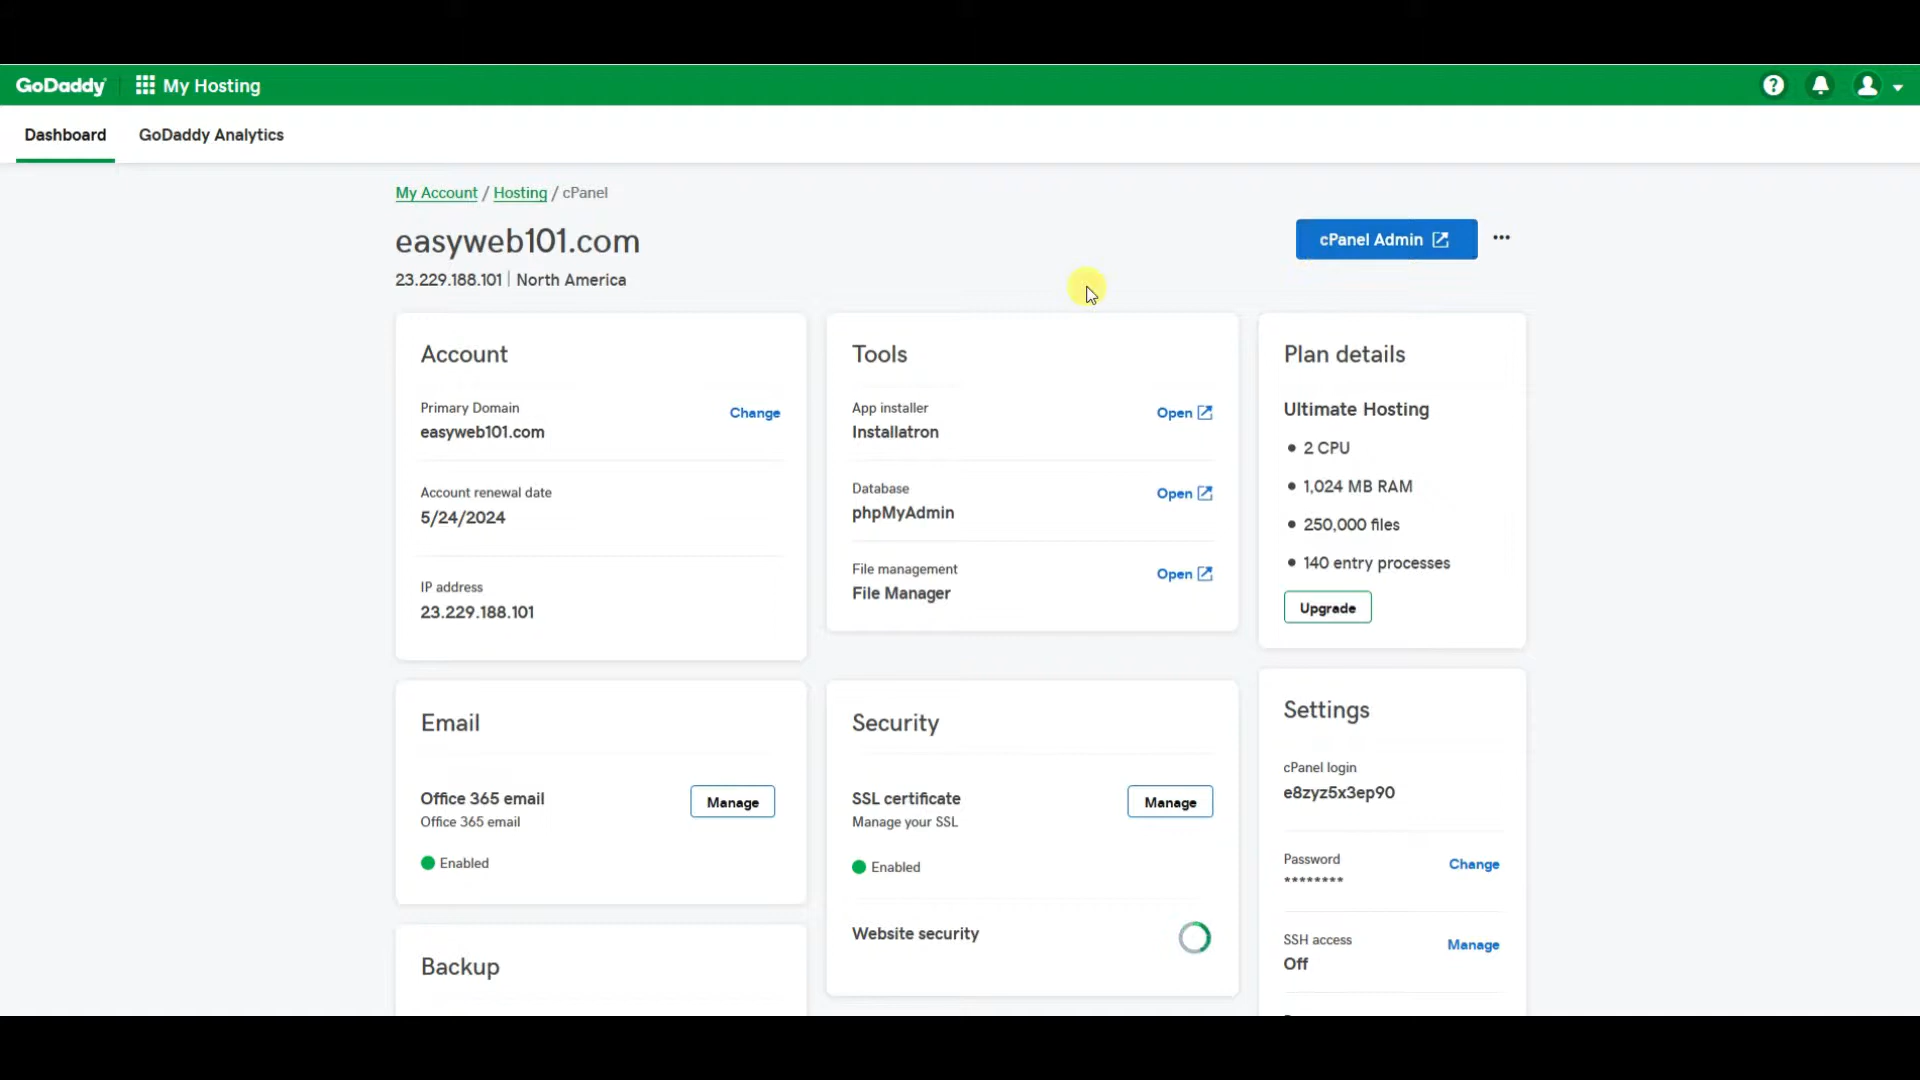 GoDaddy My Hosting
Dashboard GoDaddy Analytics
My Account / Hosting / cPanel
easyweb101.com
cPanel Admin
23.229.188.101 | North America
Account
Primary Domain
easyweb101.com
Change
Account renewal date
5/24/2024
IP address
23.229.188.101
Tools
App installer
Installatron
Open
Database
phpMyAdmin
Open
File management
File Manager
Open
Plan details
Ultimate Hosting
• 2 CPU
• 1,024 MB RAM
• 250,000 files
• 140 entry processes
Upgrade
Email
Office 365 email
Office 365 email
Manage
Enabled
Security
SSL certificate
Manage your SSL
Manage
Enabled
Website security
Settings
cPanel login
e8zyz5x3ep90
Password
********
Change
SSH access
Off
Manage
Backup